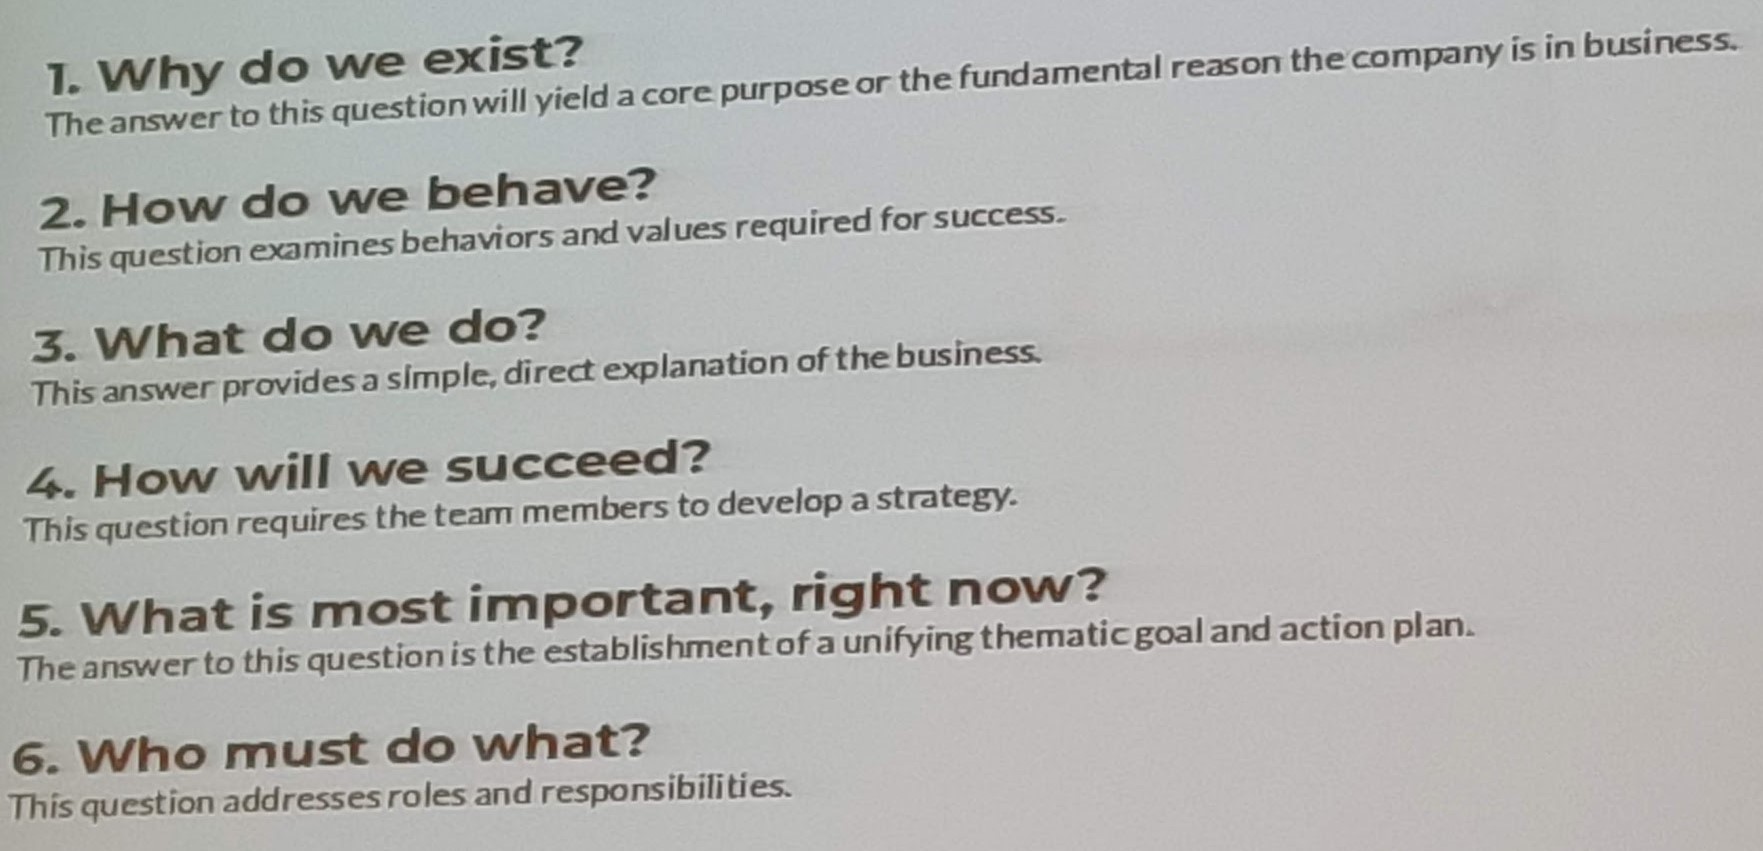 1. Why do we exist?
The answer to this question will yield a core purpose or the fundamental reason the company is in business.
2. How do we behave?
This question examines behaviors and values required for success.
3. What do we do?
This answer provides a simple, direct explanation of the business.
4. How will we succeed?
This question requires the team members to develop a strategy.
5. What is most important, right now?
The answer to this question is the establishment of a unifying thematic goal and action plan.
6. Who must do what?
This question addresses roles and responsibilities.